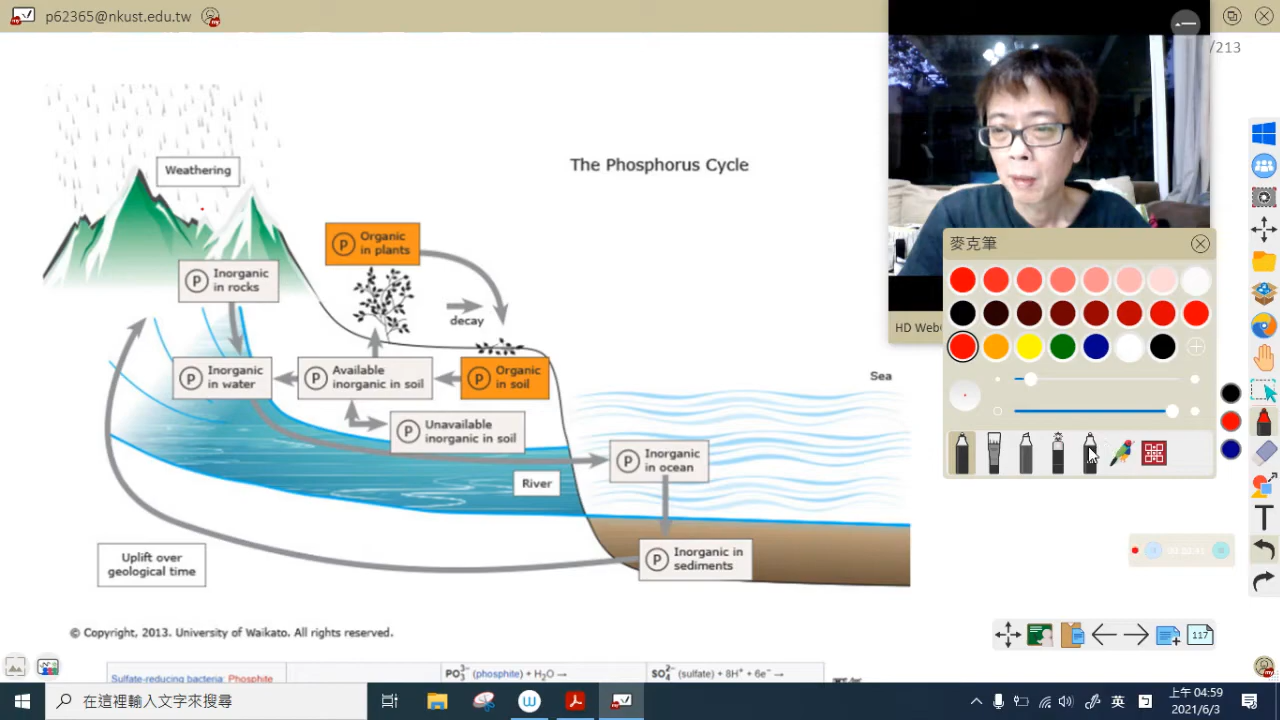 p62365@nkust.edu.tw
/213
Weathering
The Phosphorus Cycle
P Organic
in plants
P Inorganic
in rocks
decay
P Inorganic
in water
P Available
inorganic in soil
P Organic
in soil
Sea
P Unavailable
inorganic in soil
P Inorganic
in ocean
River
P Inorganic in
sediments
Uplift over
geological time
© Copyright, 2013. University of Waikato. All rights reserved.
Sulfate-reducing bacteria: Phosphite
PO₃³⁻ (phosphite) + H₂O →
SO₄²⁻ (sulfate) + 8H⁺ + 6e⁻ →
麥克筆
HD Web
T
117
在這裡輸入文字來搜尋
英
上午 04:59
2021/6/3